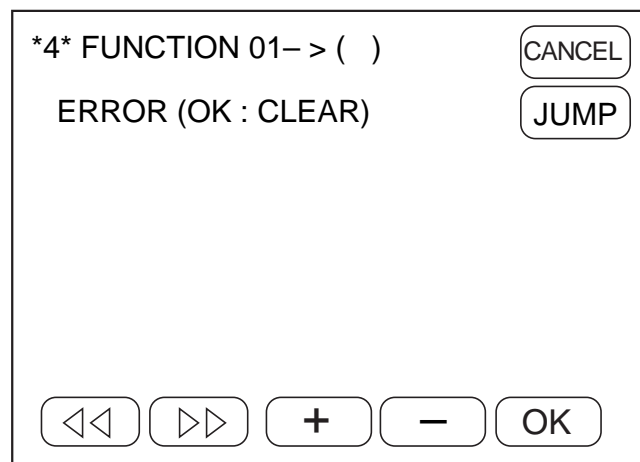 *4* FUNCTION 01– > (   )
CANCEL
ERROR (OK : CLEAR)
JUMP
+
–
OK